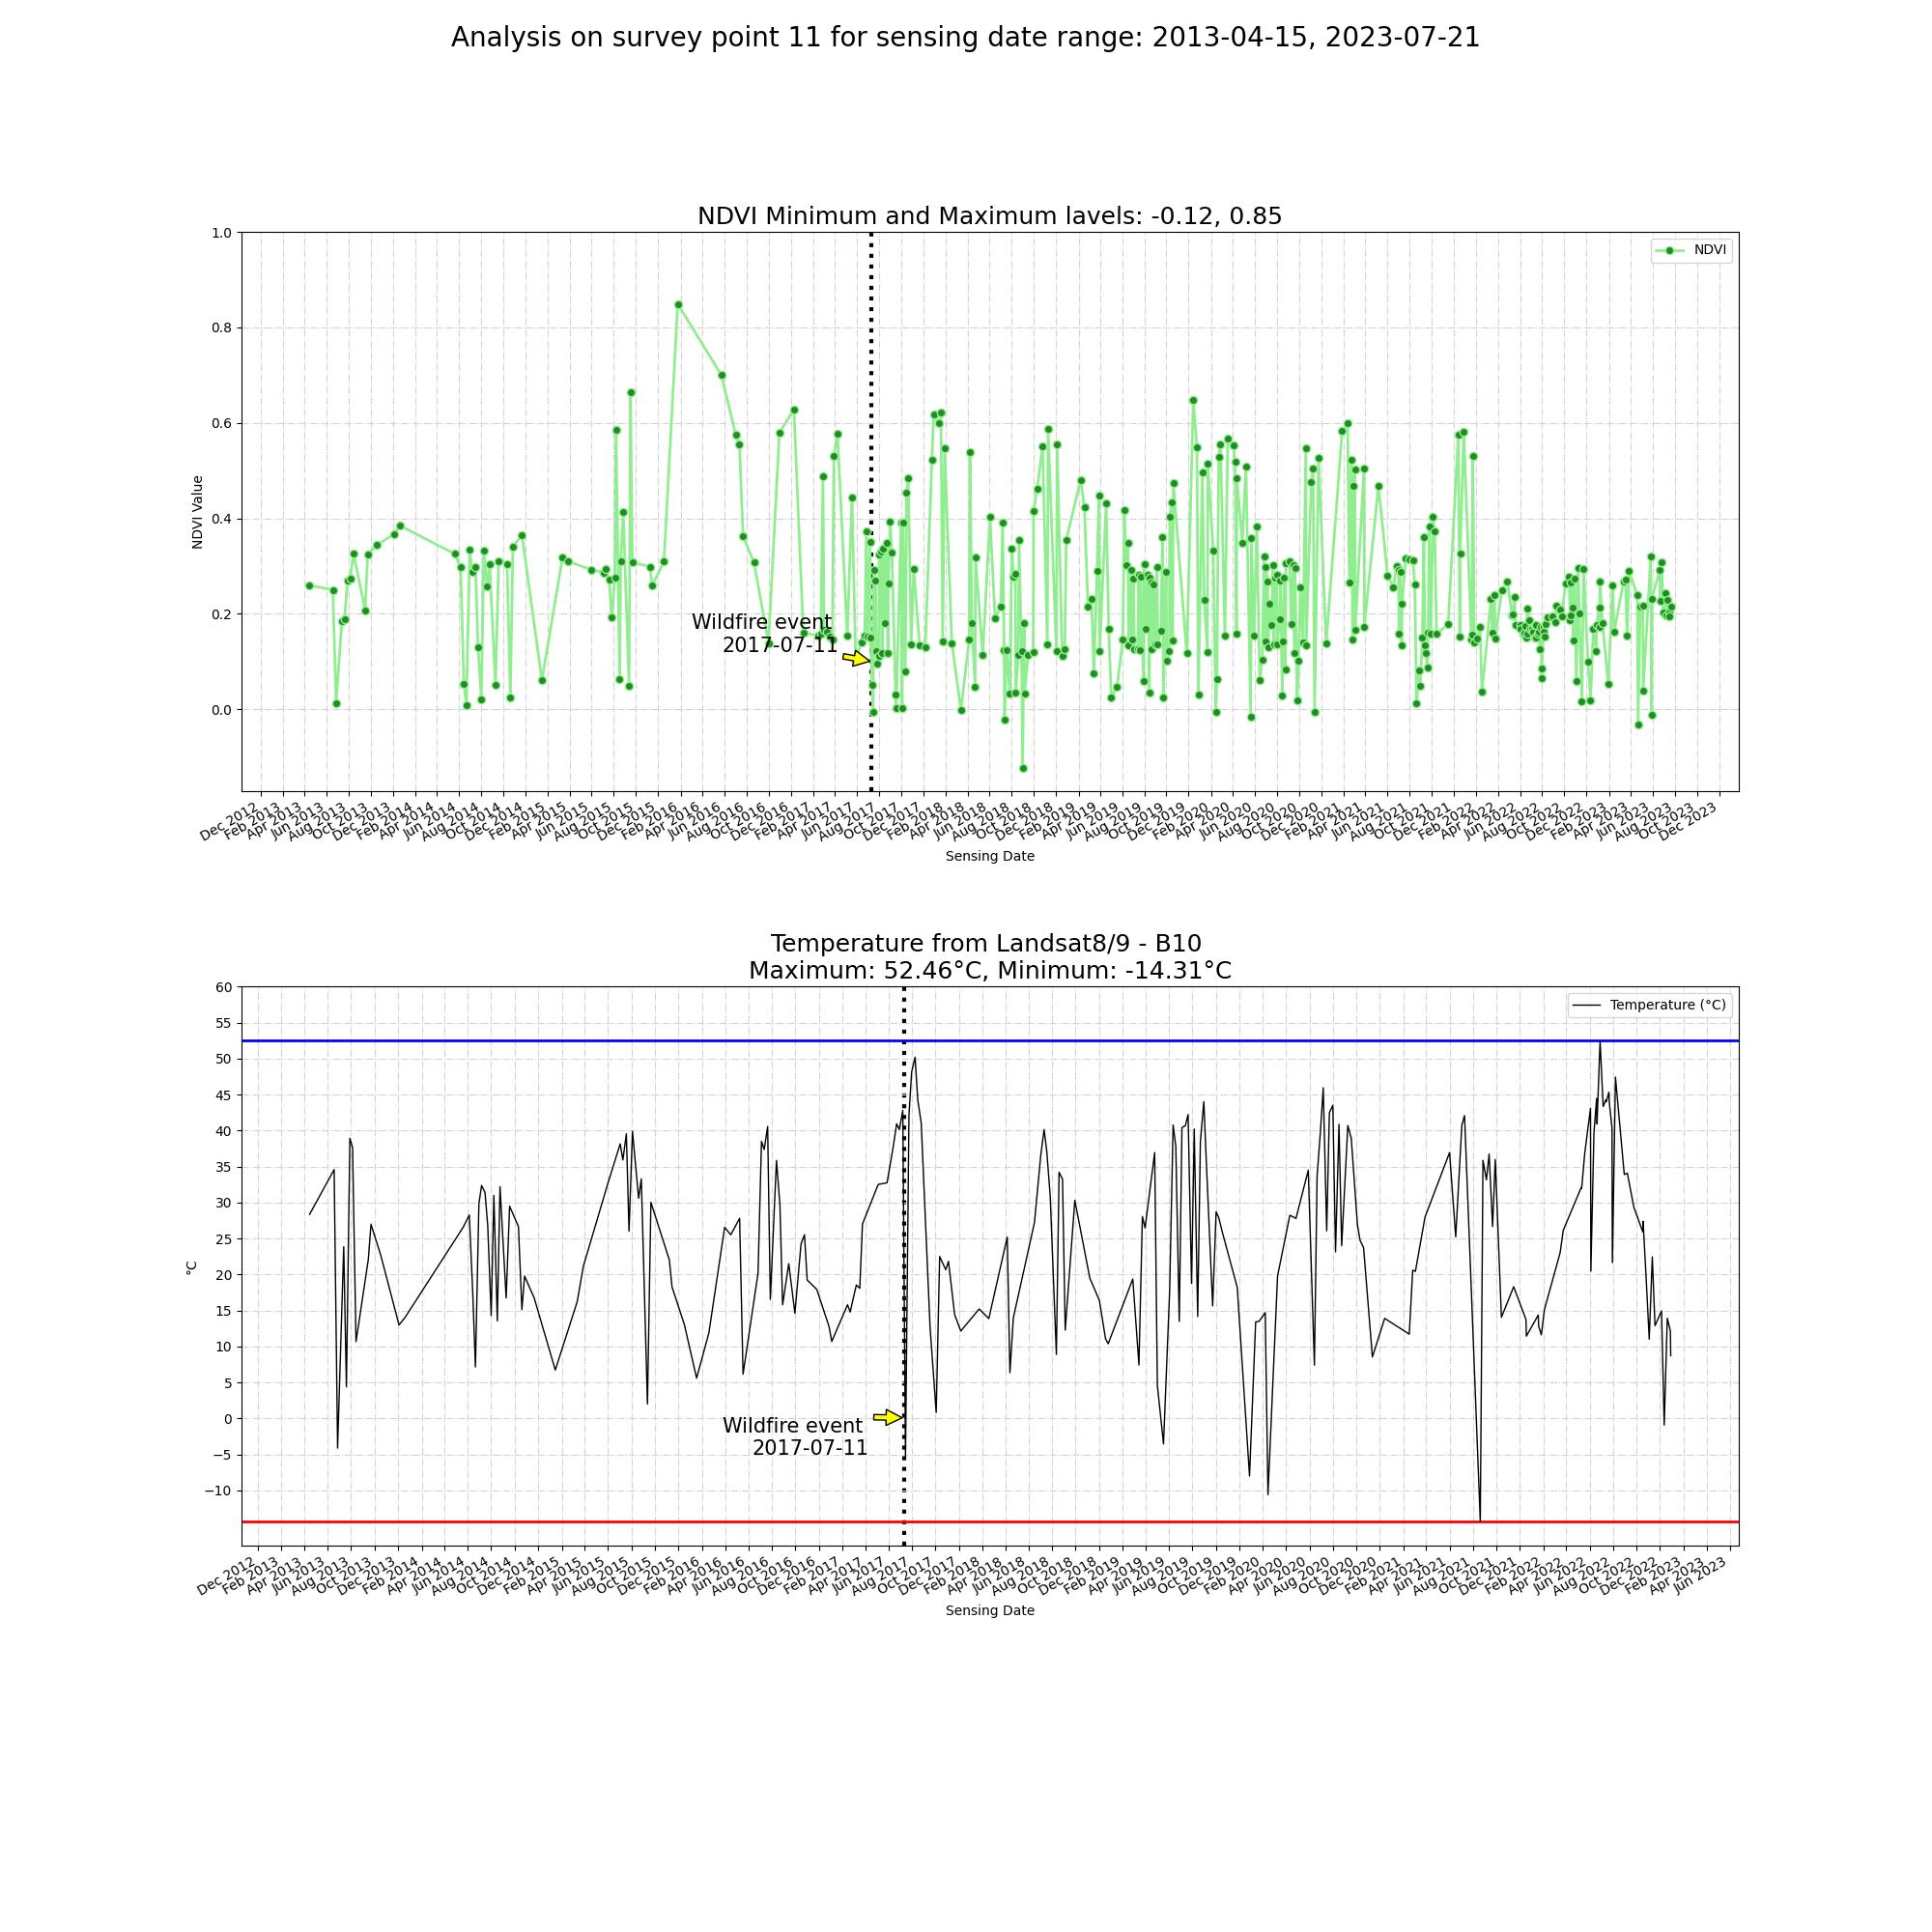 Analysis on survey point 11 for sensing date range: 2013-04-15, 2023-07-21
NDVI Minimum and Maximum lavels: -0.12, 0.85
1.0
0.8
0.6
0.4
0.2
0.0
NDVI Value
NDVI
Wildfire event
2017-07-11
Dec 2012
Feb 2013
Apr 2013
Jun 2013
Aug 2013
Oct 2013
Dec 2013
Feb 2014
Apr 2014
Jun 2014
Aug 2014
Oct 2014
Dec 2014
Feb 2015
Apr 2015
Jun 2015
Aug 2015
Oct 2015
Dec 2015
Feb 2016
Apr 2016
Jun 2016
Aug 2016
Oct 2016
Dec 2016
Feb 2017
Apr 2017
Jun 2017
Aug 2017
Oct 2017
Dec 2017
Feb 2018
Apr 2018
Jun 2018
Aug 2018
Oct 2018
Dec 2018
Feb 2019
Apr 2019
Jun 2019
Aug 2019
Oct 2019
Dec 2019
Feb 2020
Apr 2020
Jun 2020
Aug 2020
Oct 2020
Dec 2020
Feb 2021
Apr 2021
Jun 2021
Aug 2021
Oct 2021
Dec 2021
Feb 2022
Apr 2022
Jun 2022
Aug 2022
Oct 2022
Dec 2022
Feb 2023
Apr 2023
Jun 2023
Aug 2023
Oct 2023
Dec 2023
Sensing Date
Temperature from Landsat8/9 - B10
Maximum: 52.46°C, Minimum: -14.31°C
60
55
50
45
40
35
30
25
20
15
10
5
0
−5
−10
°C
Temperature (°C)
Wildfire event
2017-07-11
Dec 2012
Feb 2013
Apr 2013
Jun 2013
Aug 2013
Oct 2013
Dec 2013
Feb 2014
Apr 2014
Jun 2014
Aug 2014
Oct 2014
Dec 2014
Feb 2015
Apr 2015
Jun 2015
Aug 2015
Oct 2015
Dec 2015
Feb 2016
Apr 2016
Jun 2016
Aug 2016
Oct 2016
Dec 2016
Feb 2017
Apr 2017
Jun 2017
Aug 2017
Oct 2017
Dec 2017
Feb 2018
Apr 2018
Jun 2018
Aug 2018
Oct 2018
Dec 2018
Feb 2019
Apr 2019
Jun 2019
Aug 2019
Oct 2019
Dec 2019
Feb 2020
Apr 2020
Jun 2020
Aug 2020
Oct 2020
Dec 2020
Feb 2021
Apr 2021
Jun 2021
Aug 2021
Oct 2021
Dec 2021
Feb 2022
Apr 2022
Jun 2022
Aug 2022
Oct 2022
Dec 2022
Feb 2023
Apr 2023
Jun 2023
Sensing Date